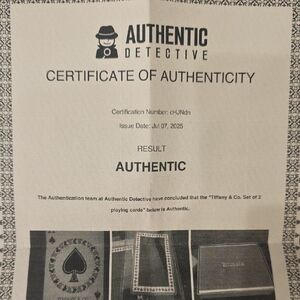 AUTHENTIC
DETECTIVE
CERTIFICATE OF AUTHENTICITY
Certification Number: cHJNdn
Issue Date: Jul 07, 2025
RESULT
AUTHENTIC
The Authentication team at Authentic Detective have concluded that the "Tiffany & Co. Set of 2
playing cards" below is Authentic.